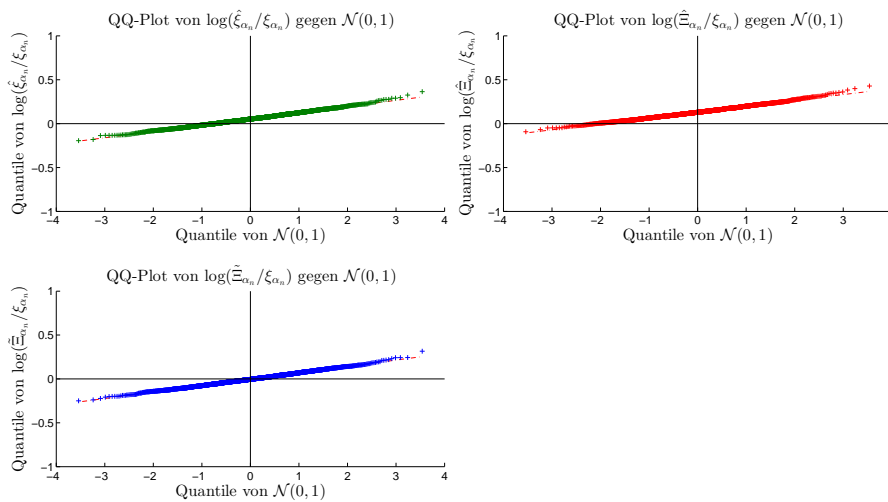 QQ-Plot von log(ξ̂_{α_n}/ξ_{α_n}) gegen 𝒩(0, 1)
1
0.5
0
−0.5
−1
−4 −3 −2 −1 0 1 2 3 4
Quantile von 𝒩(0, 1)
Quantile von log(ξ̂_{α_n}/ξ_{α_n})
QQ-Plot von log(Ξ̂_{α_n}/ξ_{α_n}) gegen 𝒩(0, 1)
1
0.5
0
−0.5
−1
−4 −3 −2 −1 0 1 2 3
Quantile von 𝒩(0, 1)
Quantile von log(Ξ̂_{α_n}/ξ_{α_n})
QQ-Plot von log(Ξ̃_{α_n}/ξ_{α_n}) gegen 𝒩(0, 1)
1
0.5
0
−0.5
−1
−4 −3 −2 −1 0 1 2 3 4
Quantile von 𝒩(0, 1)
Quantile von log(Ξ̃_{α_n}/ξ_{α_n})